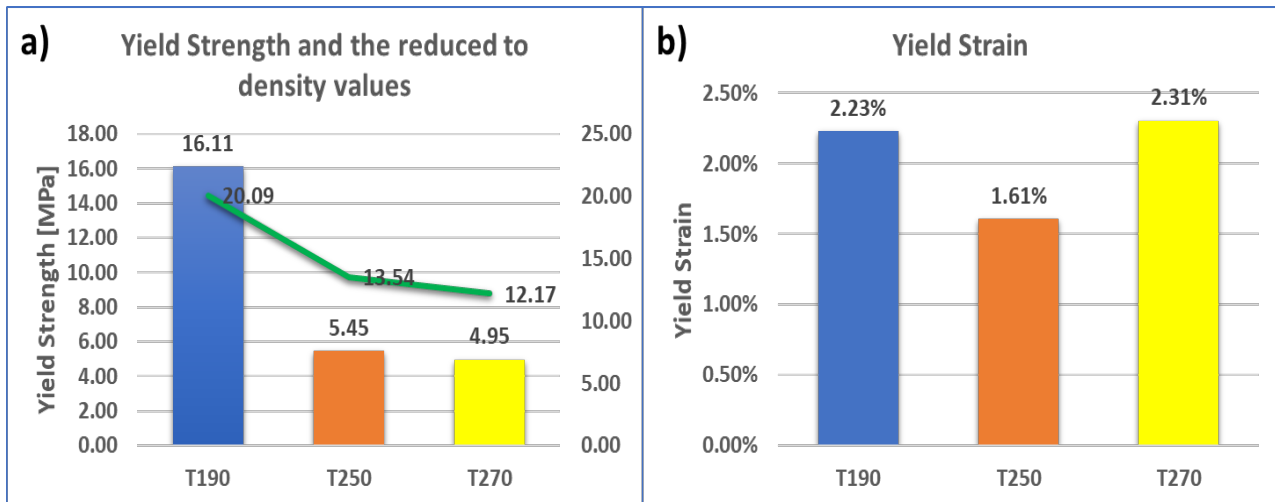 a)
Yield Strength and the reduced to
density values
Yield Strength [MPa]
18.00
16.00
14.00
12.00
10.00
8.00
6.00
4.00
2.00
0.00
16.11
20.09
13.54
12.17
5.45
4.95
25.00
20.00
15.00
10.00
5.00
0.00
T190
T250
T270
b)
Yield Strain
Yield Strain
2.50%
2.00%
1.50%
1.00%
0.50%
0.00%
2.23%
1.61%
2.31%
T190
T250
T270